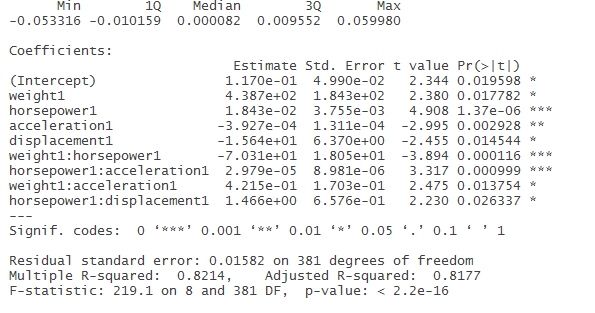 Min 1Q Median 3Q Max
-0.053316 -0.010159 0.000082 0.009552 0.059980
Coefficients:
Estimate Std. Error t value Pr(>|t|)
(Intercept) 1.170e-01 4.990e-02 2.344 0.019598 *
weight1 4.387e+02 1.843e+02 2.380 0.017782 *
horsepower1 1.843e-02 3.755e-03 4.908 1.37e-06 ***
acceleration1 -3.927e-04 1.311e-04 -2.995 0.002928 **
displacement1 -1.564e+01 6.370e+00 -2.455 0.014544 *
weight1:horsepower1 -7.031e+01 1.805e+01 -3.894 0.000116 ***
horsepower1:acceleration1 2.979e-05 8.981e-06 3.317 0.000999 ***
weight1:acceleration1 4.215e-01 1.703e-01 2.475 0.013754 *
horsepower1:displacement1 1.466e+00 6.576e-01 2.230 0.026337 *
---
Signif. codes: 0 ‘***’ 0.001 ‘**’ 0.01 ‘*’ 0.05 ‘.’ 0.1 ‘ ’ 1
Residual standard error: 0.01582 on 381 degrees of freedom
Multiple R-squared: 0.8214, Adjusted R-squared: 0.8177
F-statistic: 219.1 on 8 and 381 DF, p-value: < 2.2e-16